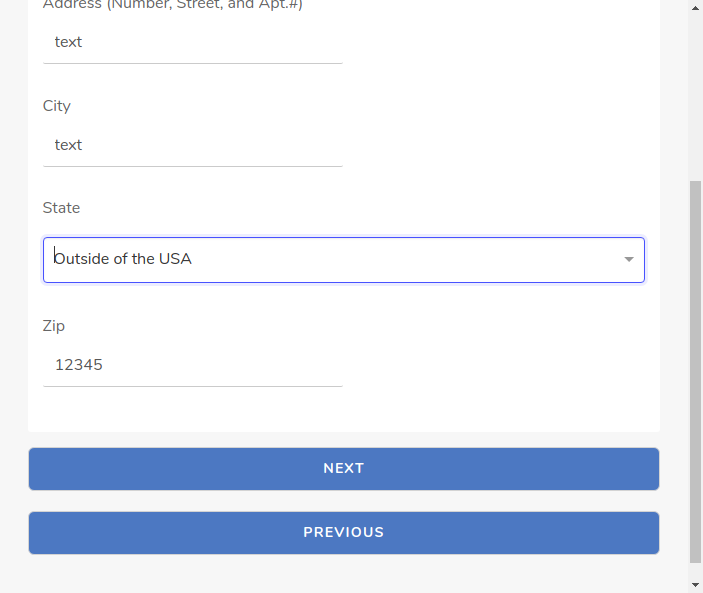 Address (Number, Street, and Apt.#)
text
City
text
State
Outside of the USA
Zip
12345
NEXT
PREVIOUS